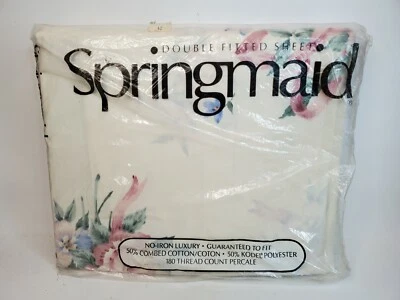 DOUBLE FITTED SHEET
Springmaid®
NO-IRON LUXURY • GUARANTEED TO FIT
50% COMBED COTTON/COTON • 50% KODEL® POLYESTER
180 THREAD COUNT PERCALE